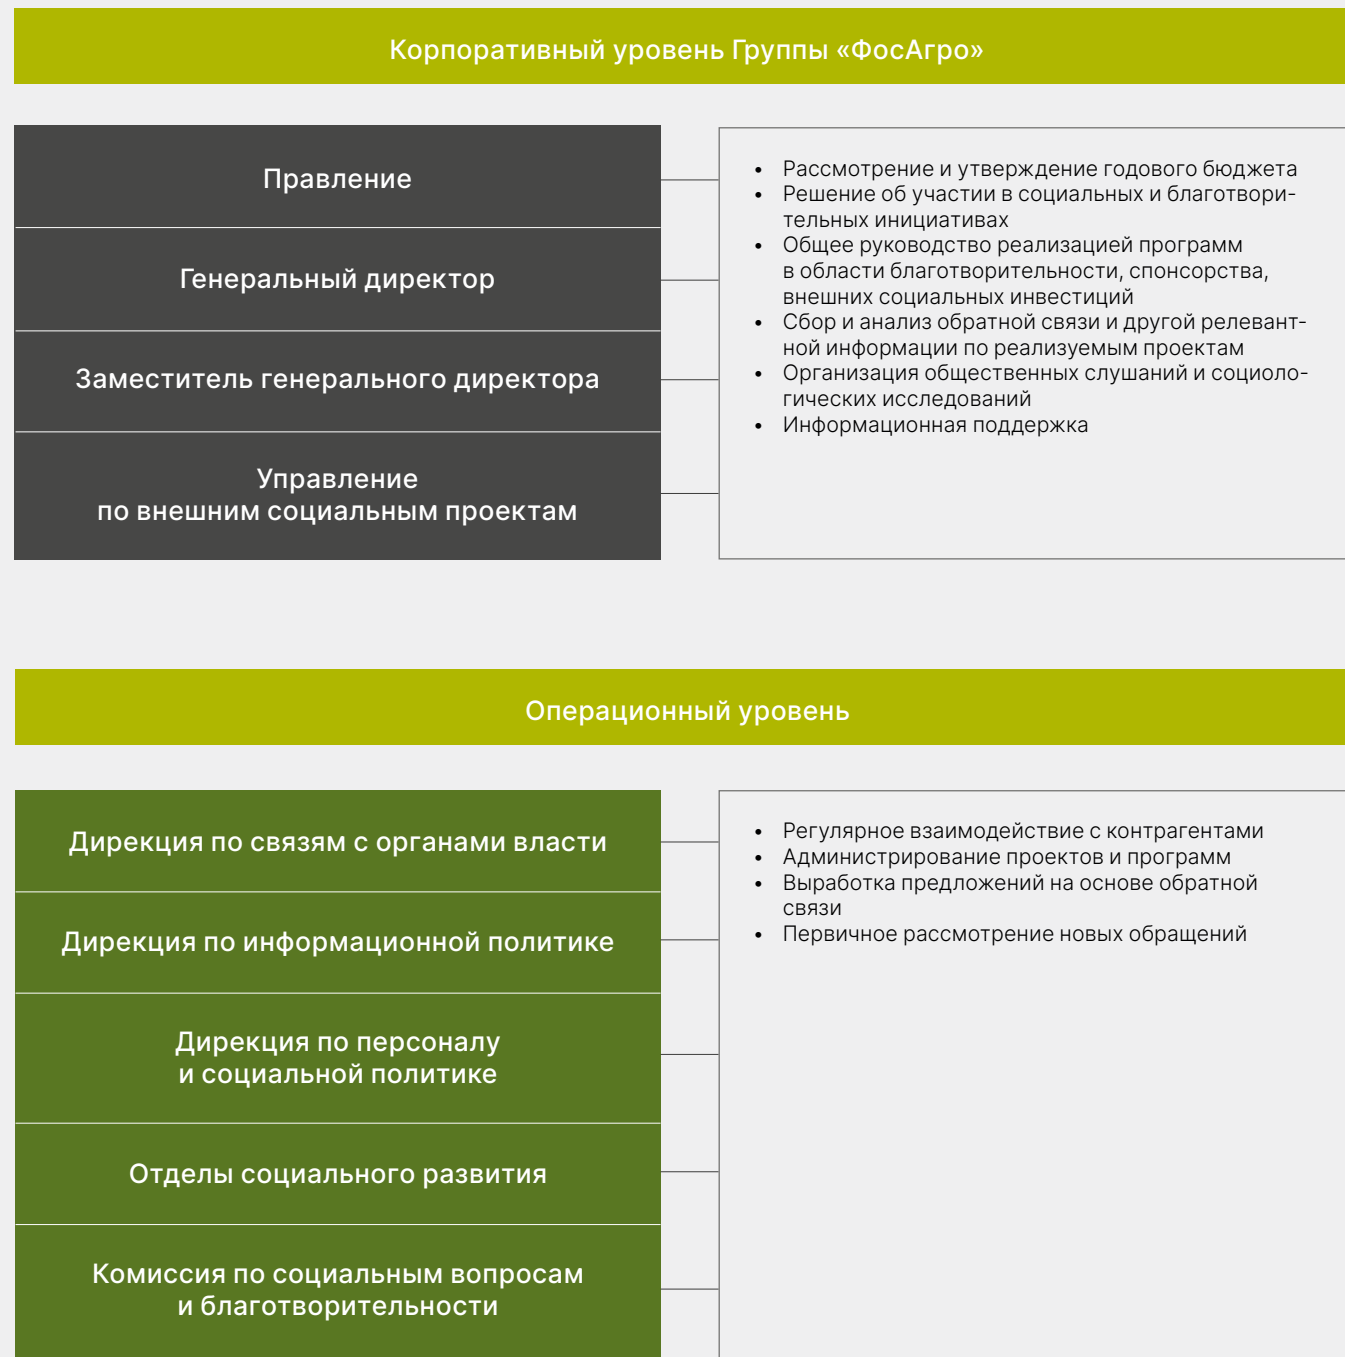 Корпоративный уровень Группы «ФосАгро»
Правление
Генеральный директор
Заместитель генерального директора
Управление
по внешним социальным проектам
• Рассмотрение и утверждение годового бюджета
• Решение об участии в социальных и благотвори-
тельных инициативах
• Общее руководство реализацией программ
в области благотворительности, спонсорства,
внешних социальных инвестиций
• Сбор и анализ обратной связи и другой релевант-
ной информации по реализуемым проектам
• Организация общественных слушаний и социоло-
гических исследований
• Информационная поддержка
Операционный уровень
Дирекция по связям с органами власти
Дирекция по информационной политике
Дирекция по персоналу
и социальной политике
Отделы социального развития
Комиссия по социальным вопросам
и благотворительности
• Регулярное взаимодействие с контрагентами
• Администрирование проектов и программ
• Выработка предложений на основе обратной
связи
• Первичное рассмотрение новых обращений